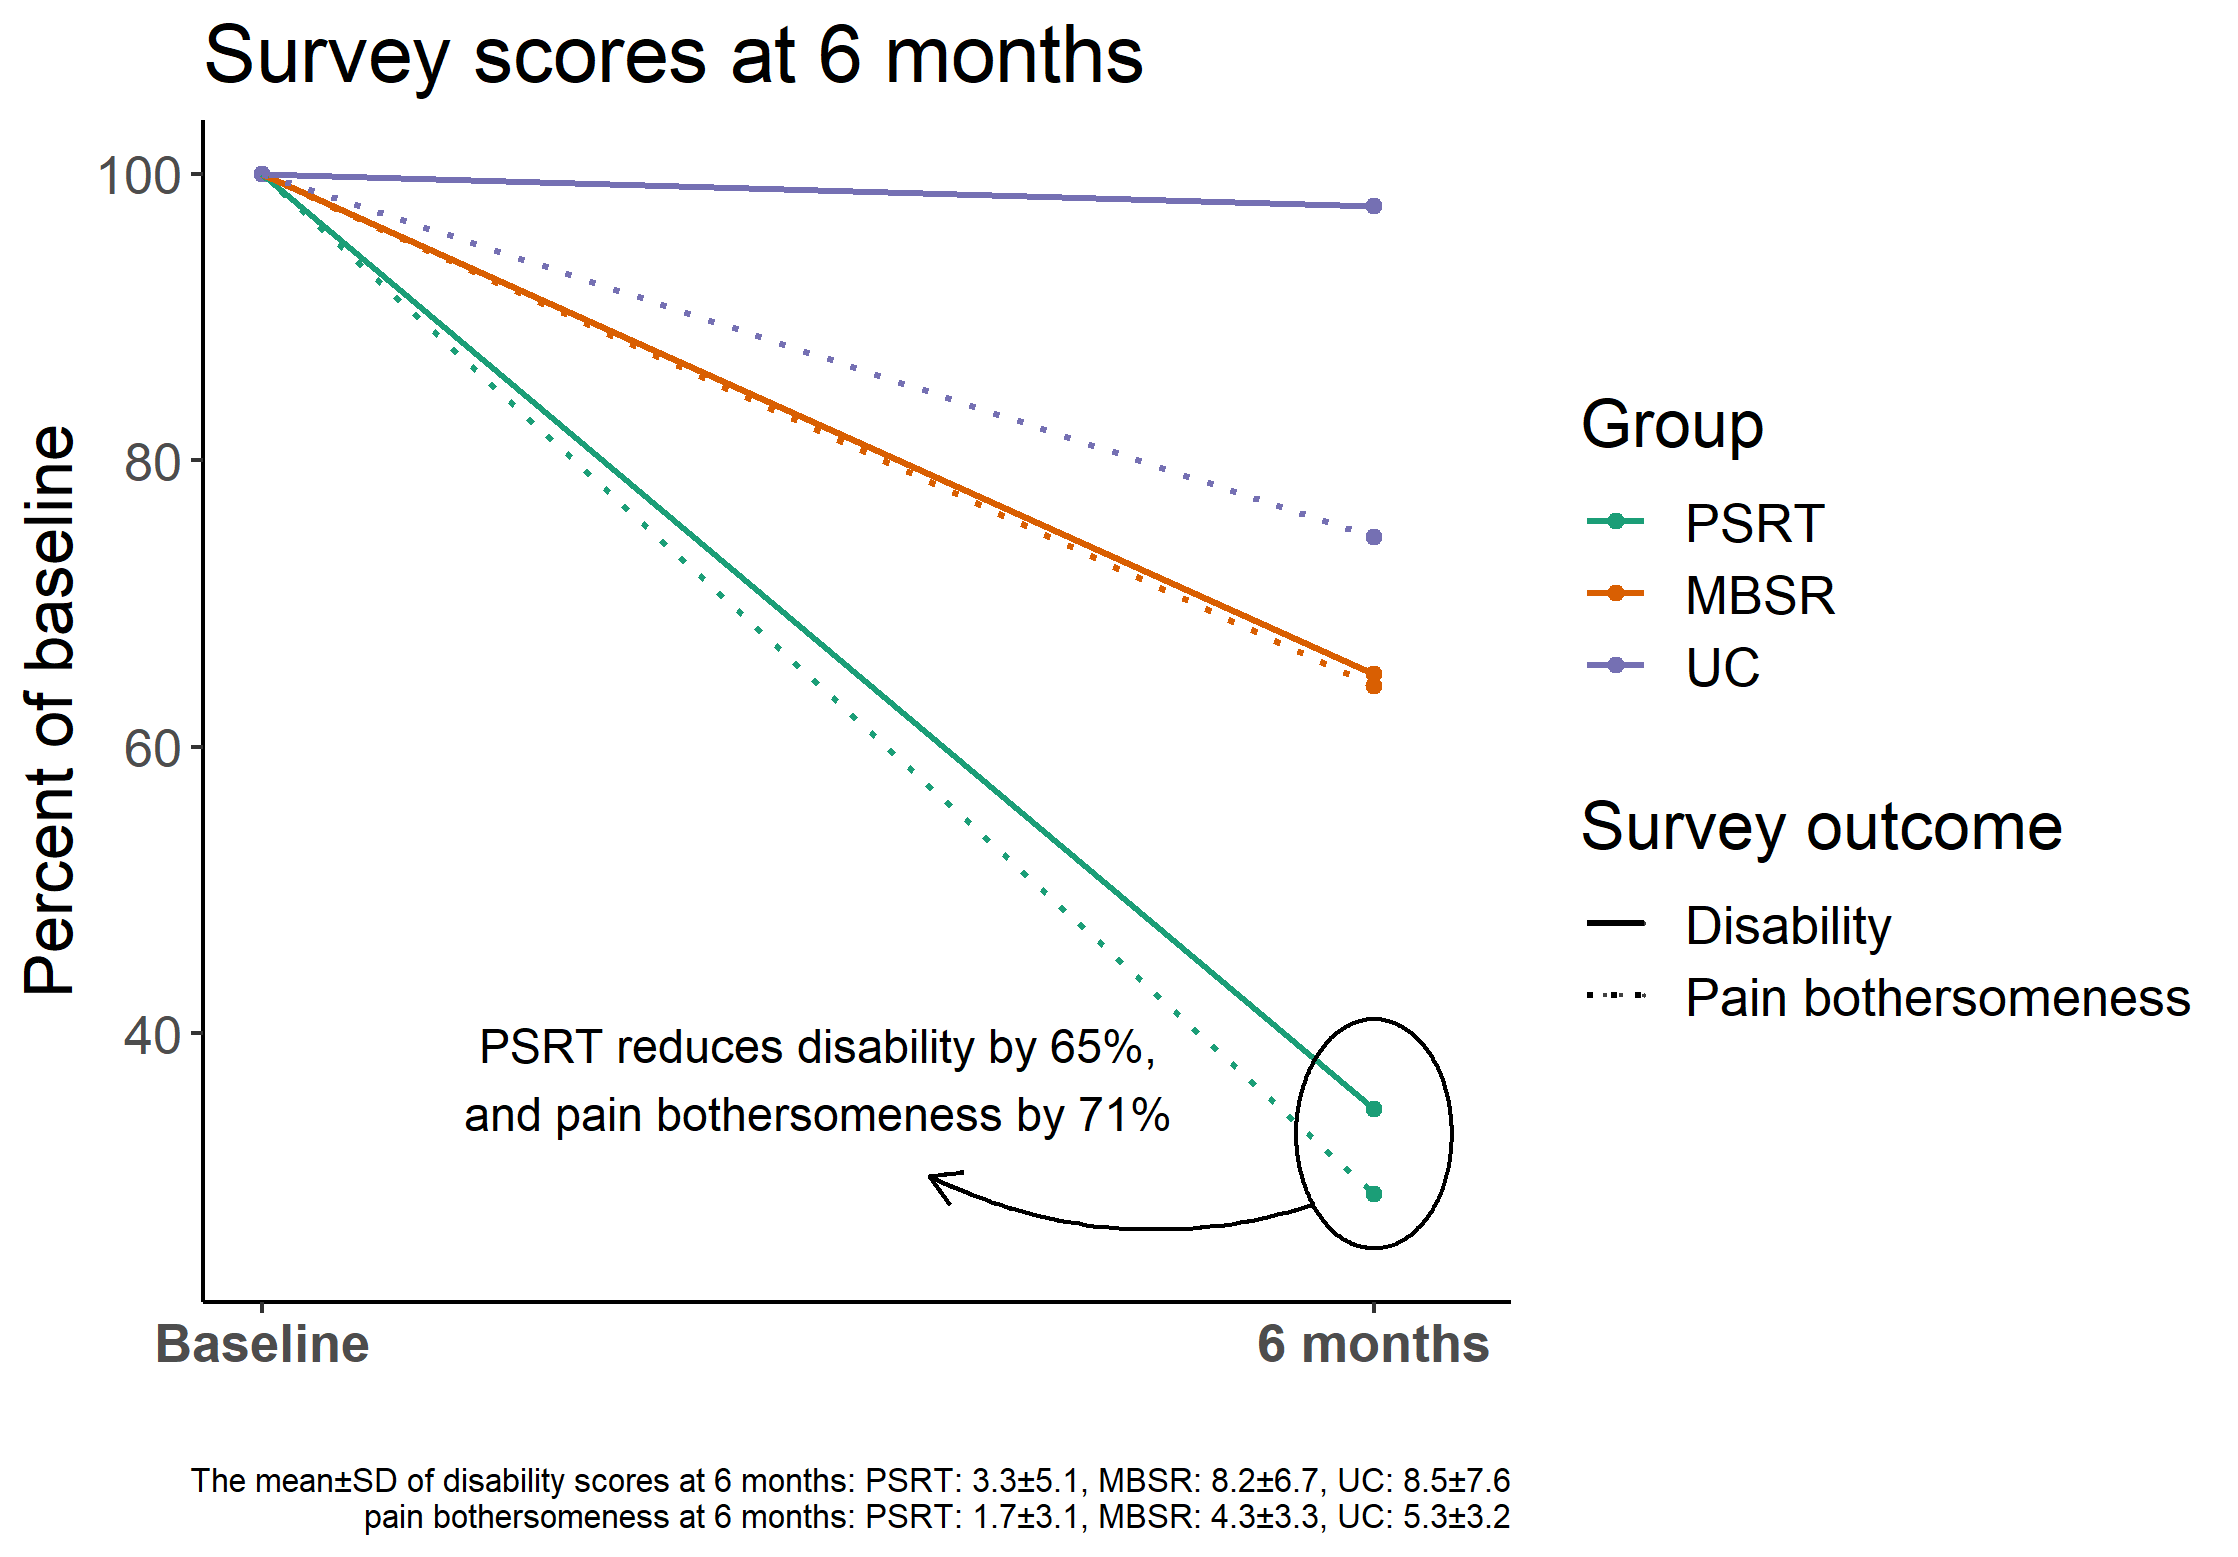 Survey scores at 6 months
Percent of baseline
100
80
60
40
PSRT reduces disability by 65%,
and pain bothersomeness by 71%
Baseline
6 months
Group
PSRT
MBSR
UC
Survey outcome
Disability
Pain bothersomeness
The mean±SD of disability scores at 6 months: PSRT: 3.3±5.1, MBSR: 8.2±6.7, UC: 8.5±7.6
pain bothersomeness at 6 months: PSRT: 1.7±3.1, MBSR: 4.3±3.3, UC: 5.3±3.2